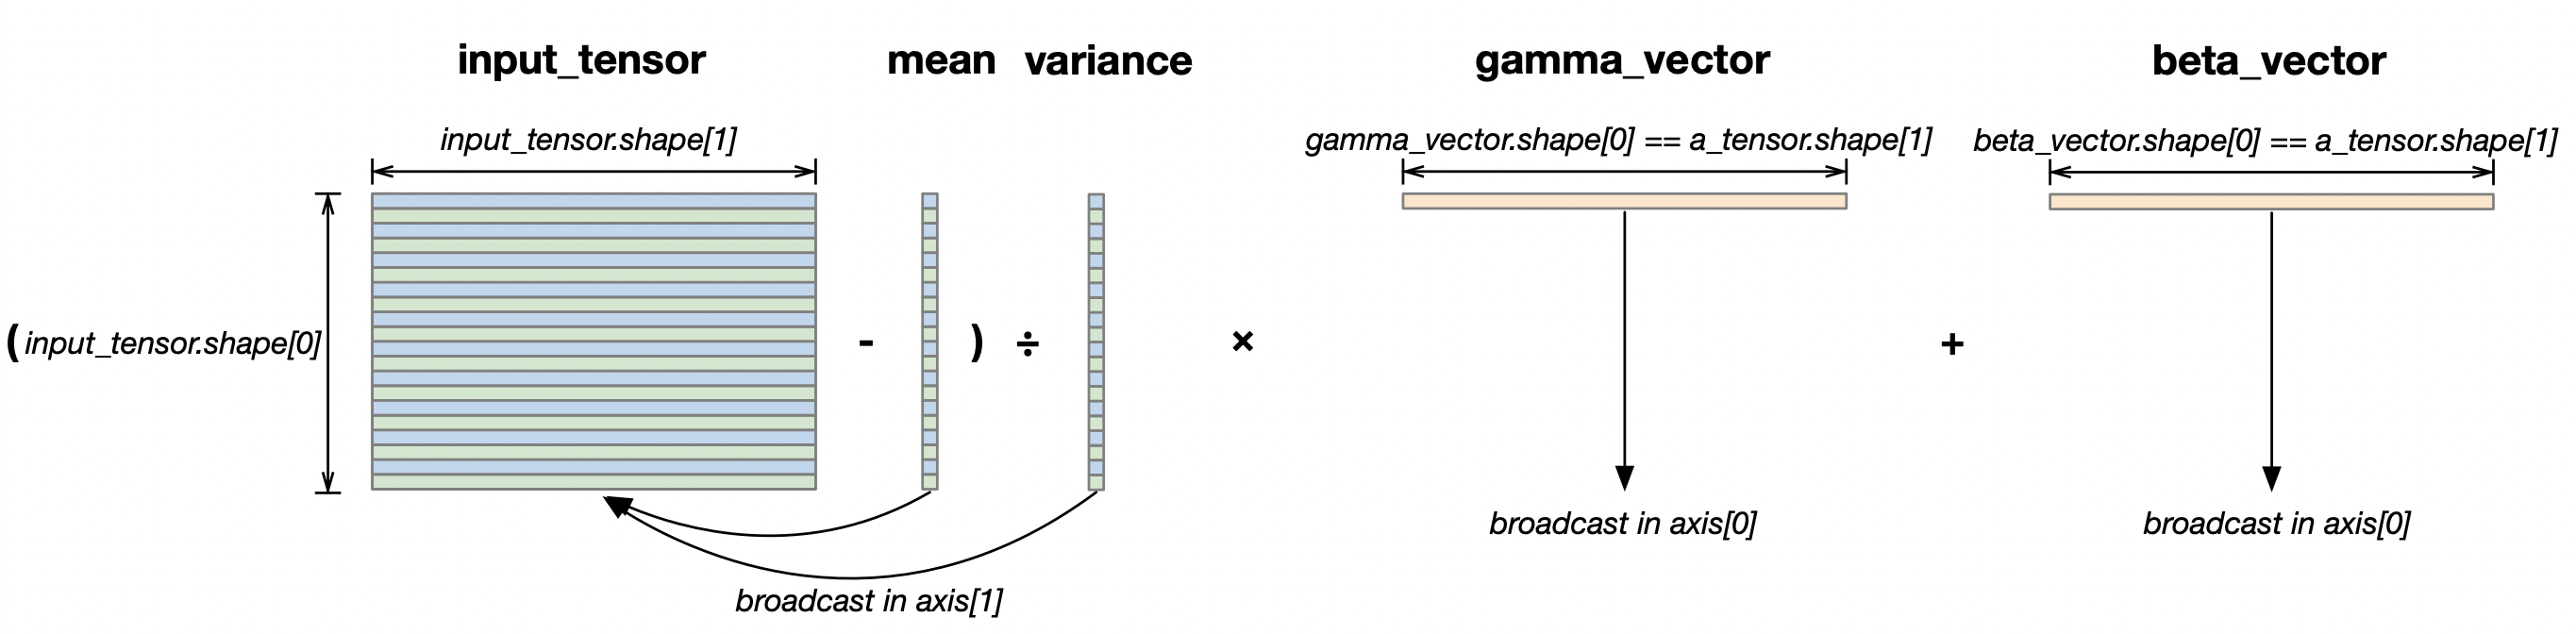 input_tensor
mean
variance
gamma_vector
beta_vector
input_tensor.shape[1]
gamma_vector.shape[0] == a_tensor.shape[1]
beta_vector.shape[0] == a_tensor.shape[1]
( input_tensor.shape[0]
- ) ÷ × +
broadcast in axis[0]
broadcast in axis[0]
broadcast in axis[1]